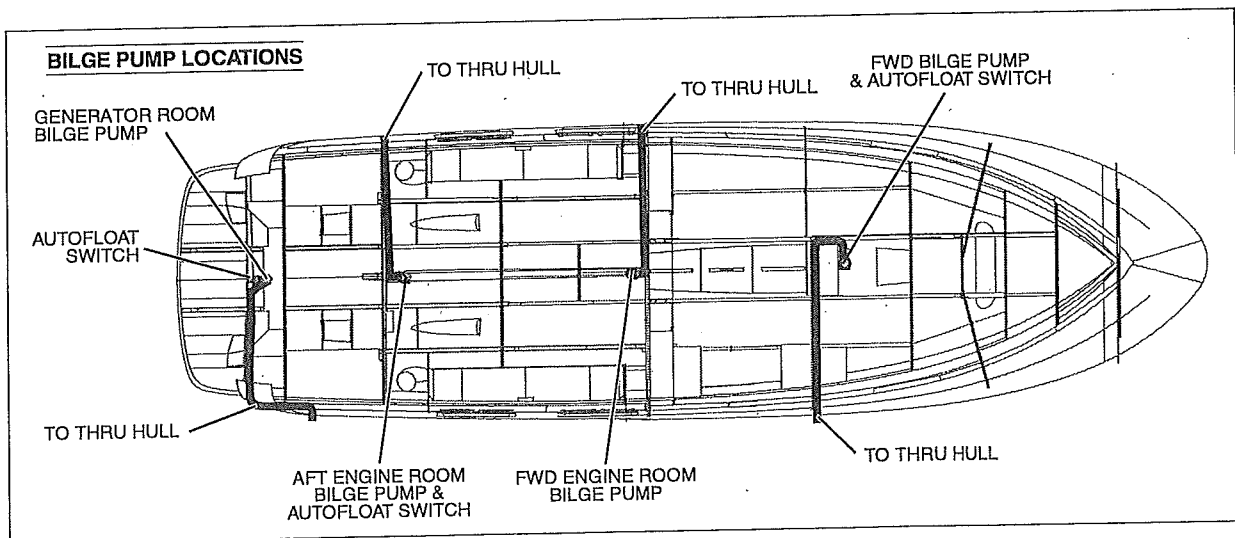 BILGE PUMP LOCATIONS
TO THRU HULL
FWD BILGE PUMP
& AUTOFLOAT SWITCH
TO THRU HULL
GENERATOR ROOM
BILGE PUMP
AUTOFLOAT
SWITCH
TO THRU HULL
AFT ENGINE ROOM
BILGE PUMP &
AUTOFLOAT SWITCH
FWD ENGINE ROOM
BILGE PUMP
TO THRU HULL